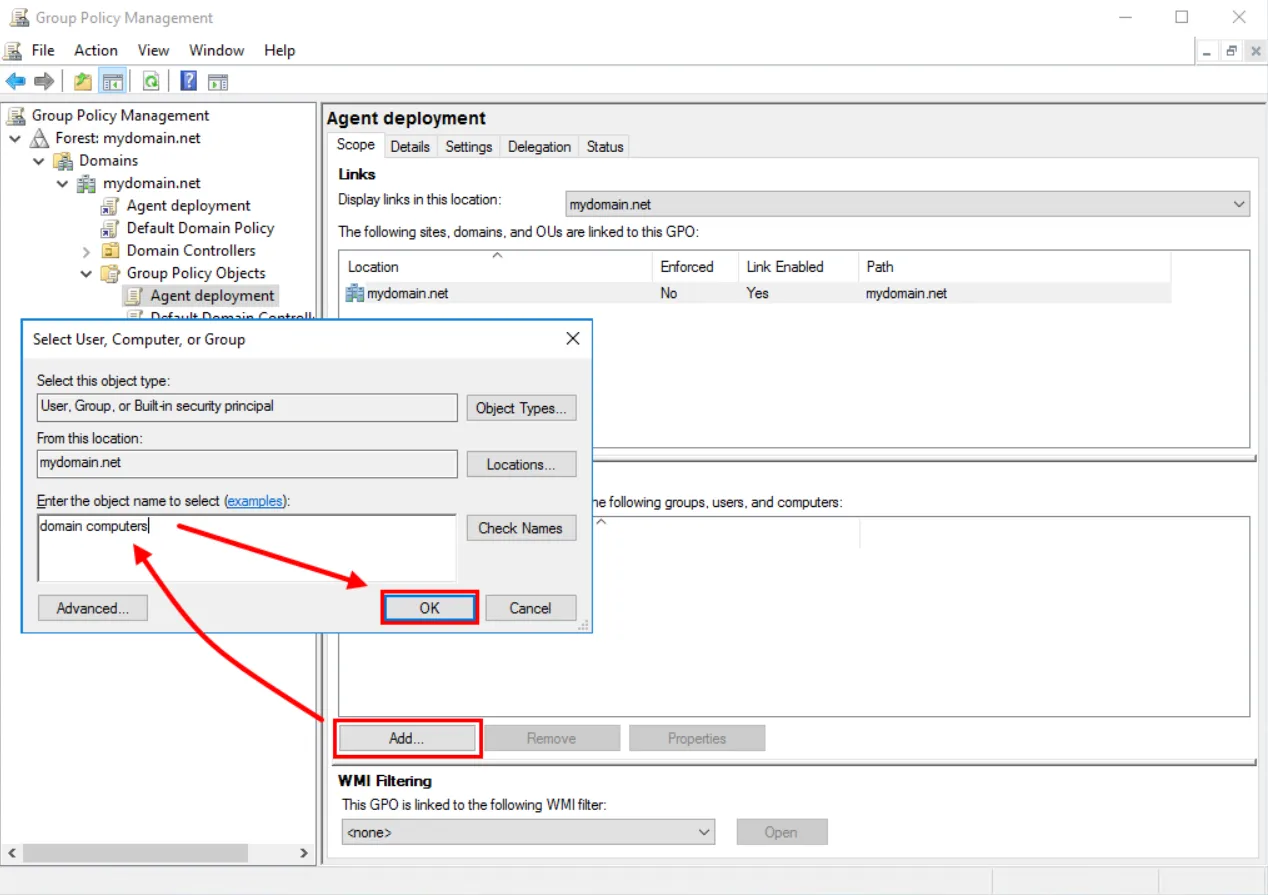 Group Policy Management
File Action View Window Help
Group Policy Management
Forest: mydomain.net
Domains
mydomain.net
Agent deployment
Default Domain Policy
Domain Controllers
Group Policy Objects
Agent deployment
Default Domain Controll
Agent deployment
Scope Details Settings Delegation Status
Links
Display links in this location: mydomain.net
The following sites, domains, and OUs are linked to this GPO:
Location Enforced Link Enabled Path
mydomain.net No Yes mydomain.net
Select User, Computer, or Group
Select this object type:
User, Group, or Built-in security principal Object Types...
From this location:
mydomain.net Locations...
Enter the object name to select (examples):
domain computers Check Names
Advanced... OK Cancel
he following groups, users, and computers:
Add... Remove Properties
WMI Filtering
This GPO is linked to the following WMI filter:
<none> Open